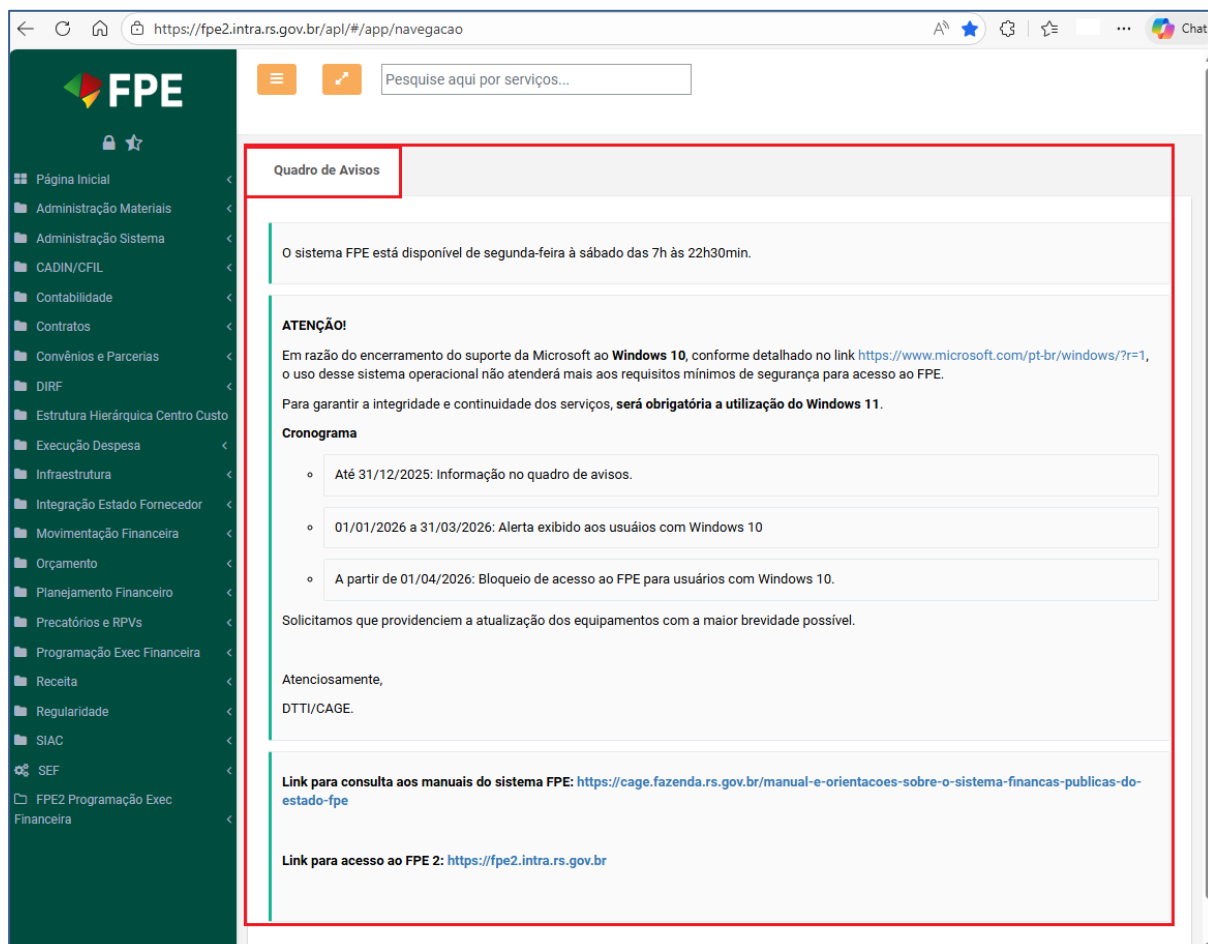 https://fpe2.intra.rs.gov.br/apl/#/app/navegacao
Chat
FPE
Pesquise aqui por serviços...
Página Inicial
Administração Materiais
Administração Sistema
CADIN/CFIL
Contabilidade
Contratos
Convênios e Parcerias
DIRF
Estrutura Hierárquica Centro Custo
Execução Despesa
Infraestrutura
Integração Estado Fornecedor
Movimentação Financeira
Orçamento
Planejamento Financeiro
Precatórios e RPVs
Programação Exec Financeira
Receita
Regularidade
SIAC
SEF
FPE2 Programação Exec
Financeira
Quadro de Avisos
O sistema FPE está disponível de segunda-feira à sábado das 7h às 22h30min.
ATENÇÃO!
Em razão do encerramento do suporte da Microsoft ao Windows 10, conforme detalhado no link https://www.microsoft.com/pt-br/windows/?r=1,
o uso desse sistema operacional não atenderá mais aos requisitos mínimos de segurança para acesso ao FPE.
Para garantir a integridade e continuidade dos serviços, será obrigatória a utilização do Windows 11.
Cronograma
Até 31/12/2025: Informação no quadro de avisos.
01/01/2026 a 31/03/2026: Alerta exibido aos usuáios com Windows 10
A partir de 01/04/2026: Bloqueio de acesso ao FPE para usuários com Windows 10.
Solicitamos que providenciem a atualização dos equipamentos com a maior brevidade possível.
Atenciosamente,
DTTI/CAGE.
Link para consulta aos manuais do sistema FPE: https://cage.fazenda.rs.gov.br/manual-e-orientacoes-sobre-o-sistema-financas-publicas-do-
estado-fpe
Link para acesso ao FPE 2: https://fpe2.intra.rs.gov.br